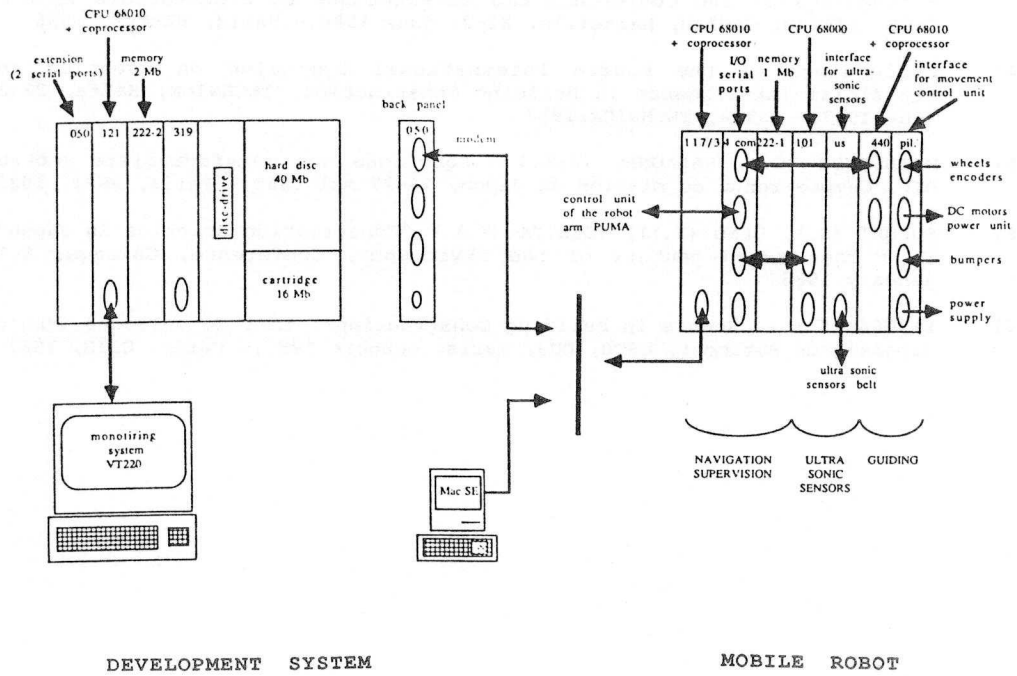 CPU 68010
+ coprocessor
extension
(2 serial ports)
memory
2 Mb
back panel
050 121 222-2 319
disc-drive
hard disc
40 Mb
cartridge
16 Mb
050
modem
monotiring
system
VT220
Mac SE
control unit
of the robot
arm PUMA
CPU 68010
+ coprocessor
I/O
serial
ports
memory
1 Mb
CPU 68000
interface
for ultra-
sonic
sensors
CPU 68010
+ coprocessor
interface
for movement
control unit
117/3 4 com 222-1 101 us 440 pil.
wheels
encoders
DC motors
power unit
bumpers
power
supply
ultra sonic
sensors belt
NAVIGATION
SUPERVISION
ULTRA
SONIC
SENSORS
GUIDING
DEVELOPMENT SYSTEM
MOBILE ROBOT